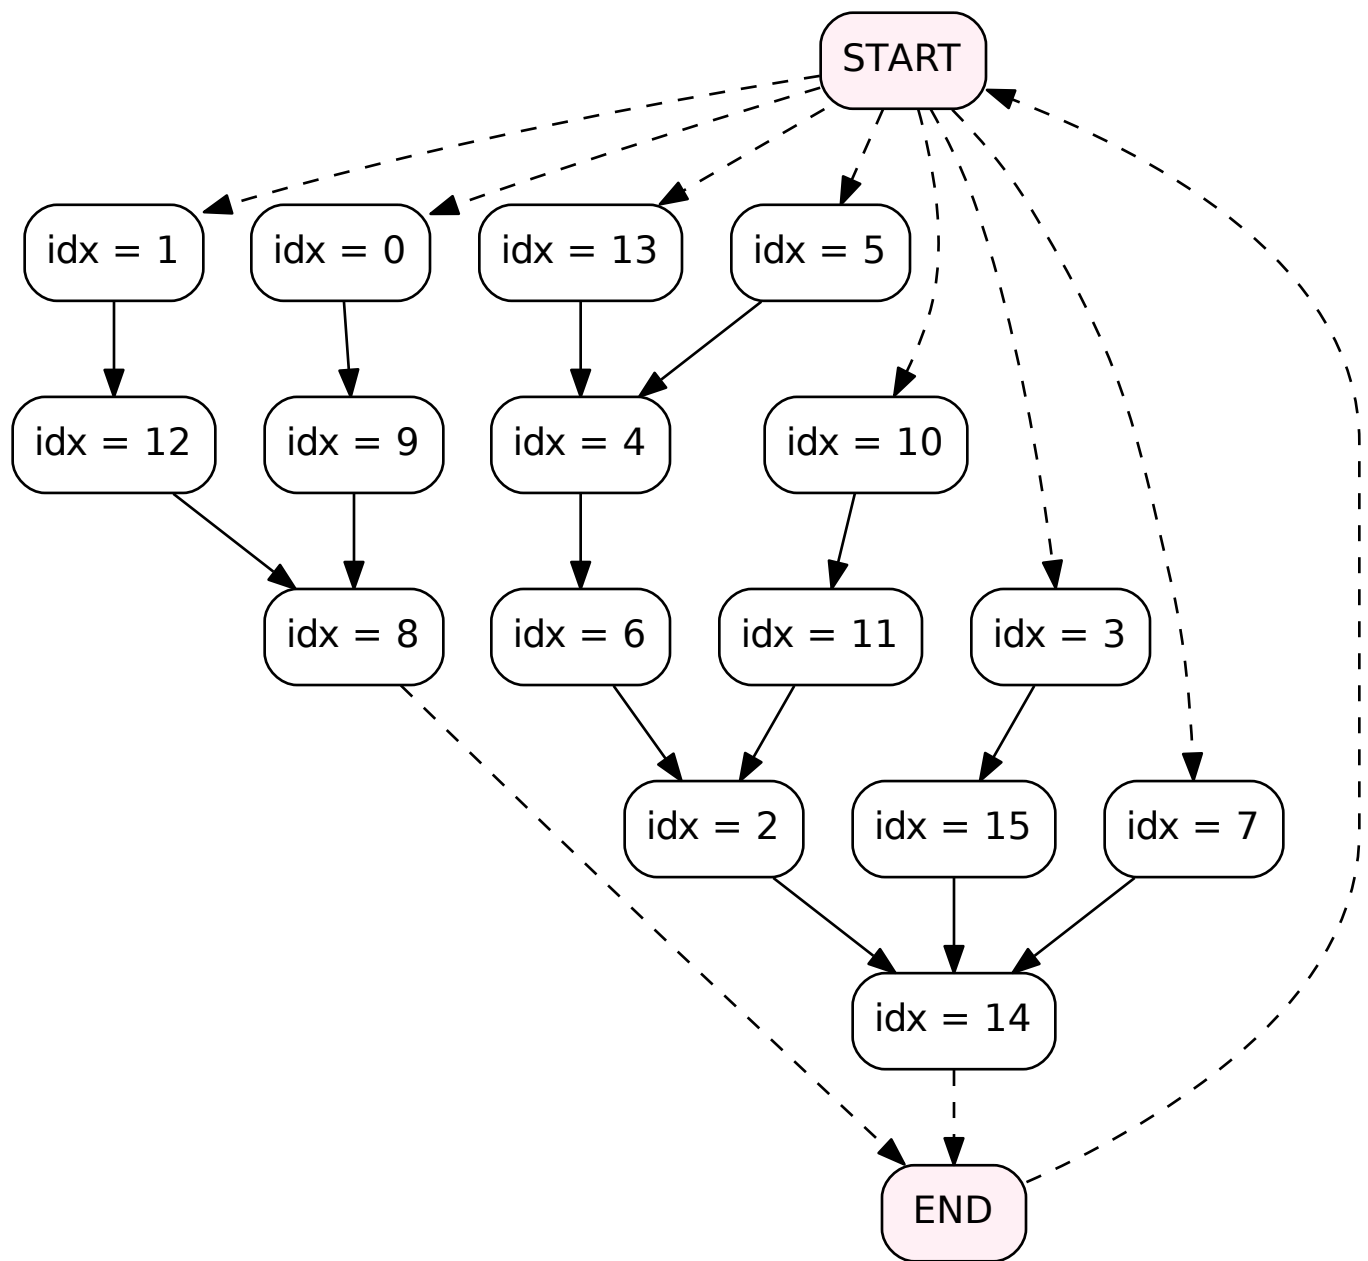 START
idx = 1
idx = 0
idx = 13
idx = 5
idx = 12
idx = 9
idx = 4
idx = 10
idx = 8
idx = 6
idx = 11
idx = 3
idx = 2
idx = 15
idx = 7
idx = 14
END